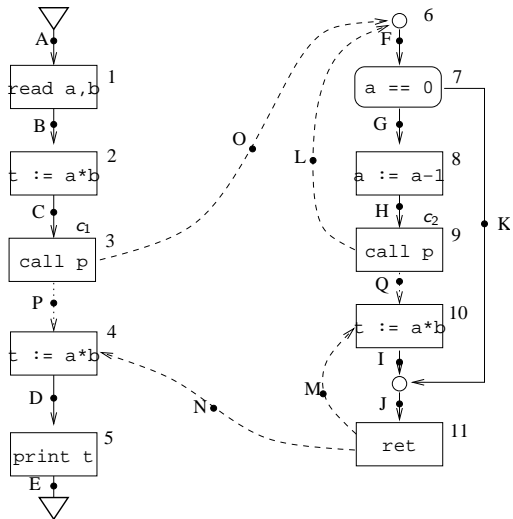 A
1
read a,b
B
2
t := a*b
C
c1
3
call p
P
4
t := a*b
D
5
print t
E
O
N
6
F
7
a == 0
G
L
8
a := a-1
H
K
c2
9
call p
Q
10
t := a*b
I
M
J
11
ret